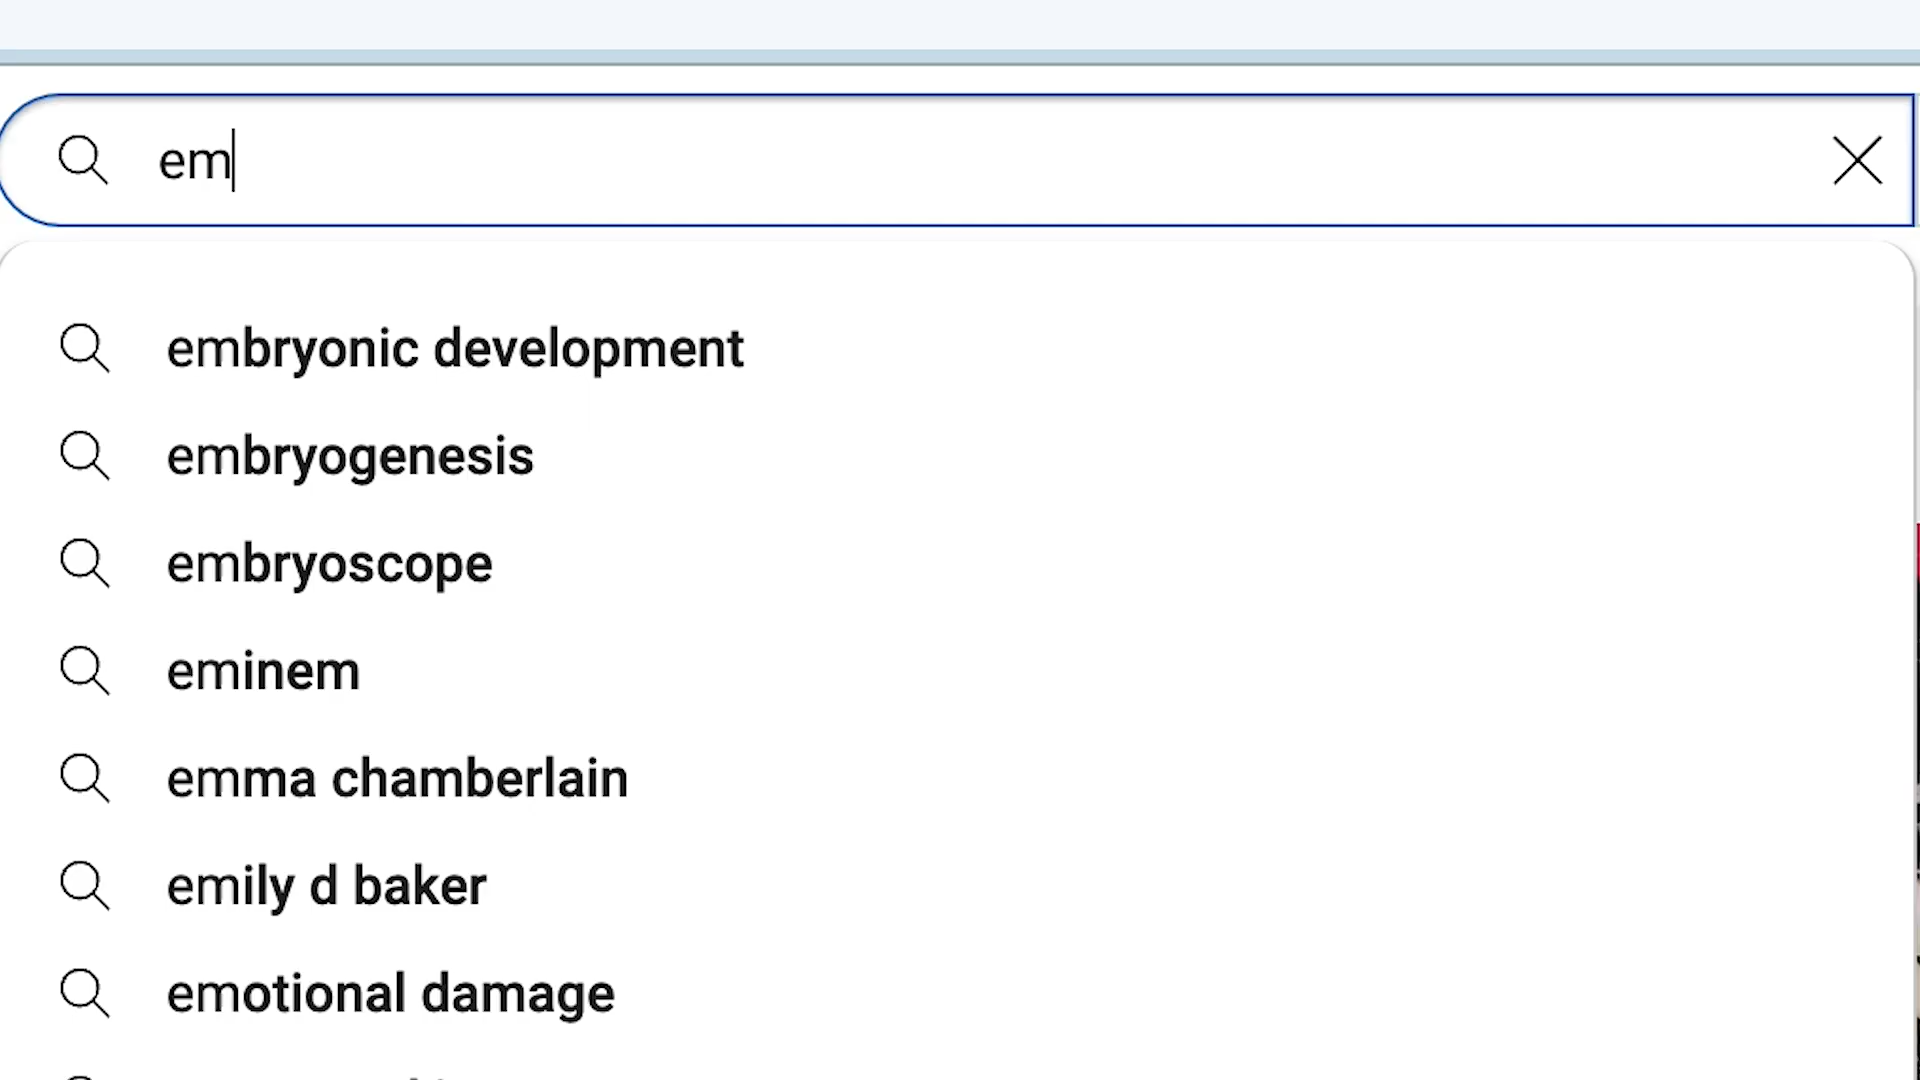 em
embryonic development
embryogenesis
embryoscope
eminem
emma chamberlain
emily d baker
emotional damage